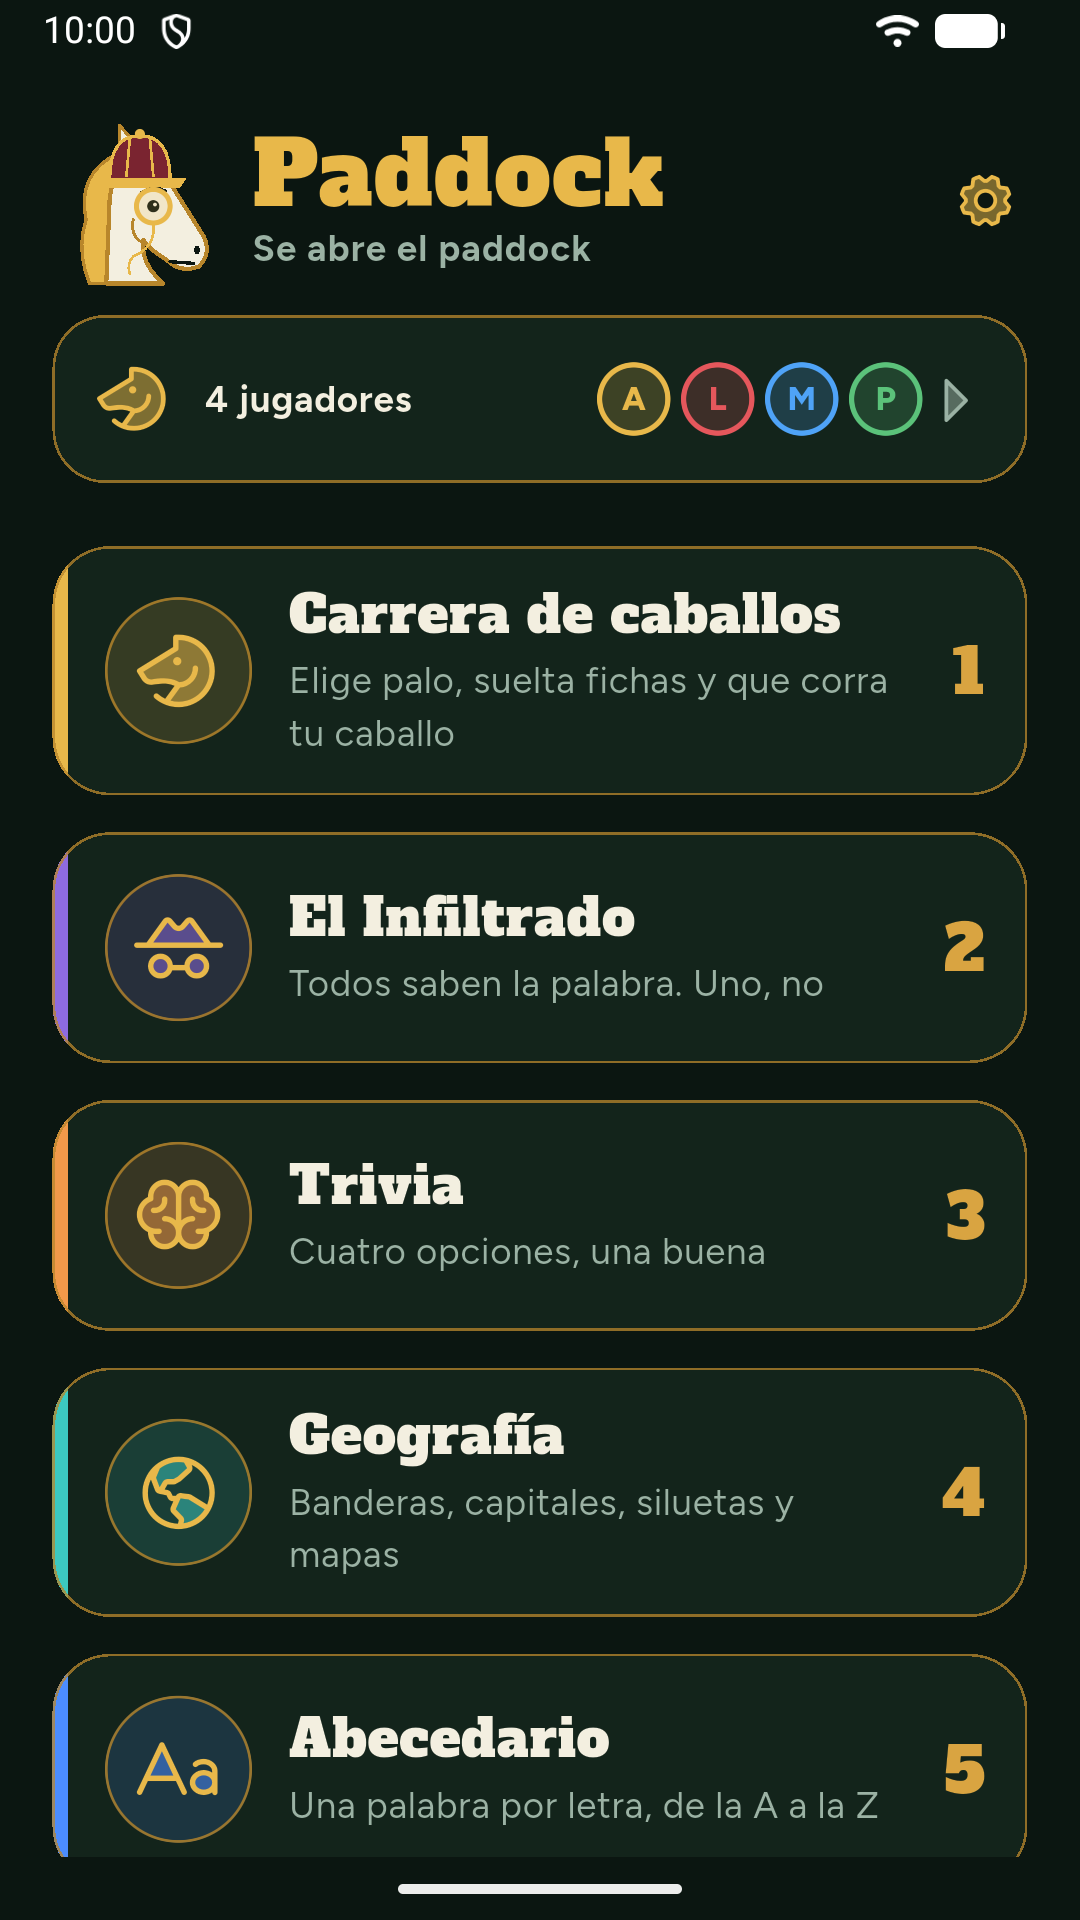 10:00
Paddock
Se abre el paddock
4 jugadores
A L M P
Carrera de caballos
Elige palo, suelta fichas y que corra
tu caballo
1
El Infiltrado
Todos saben la palabra. Uno, no
2
Trivia
Cuatro opciones, una buena
3
Geografía
Banderas, capitales, siluetas y
mapas
4
Aa
Abecedario
Una palabra por letra, de la A a la Z
5